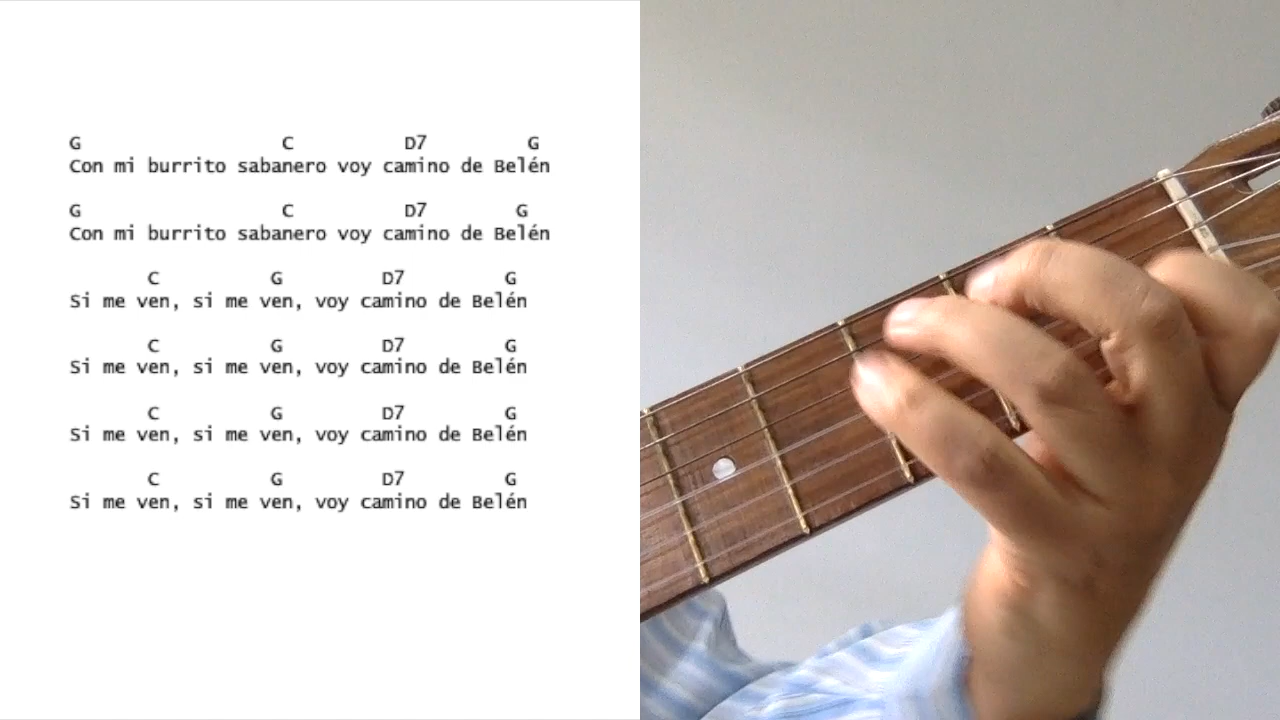 G C D7 G
Con mi burrito sabanero voy camino de Belén
G C D7 G
Con mi burrito sabanero voy camino de Belén
C G D7 G
Si me ven, si me ven, voy camino de Belén
C G D7 G
Si me ven, si me ven, voy camino de Belén
C G D7 G
Si me ven, si me ven, voy camino de Belén
C G D7 G
Si me ven, si me ven, voy camino de Belén